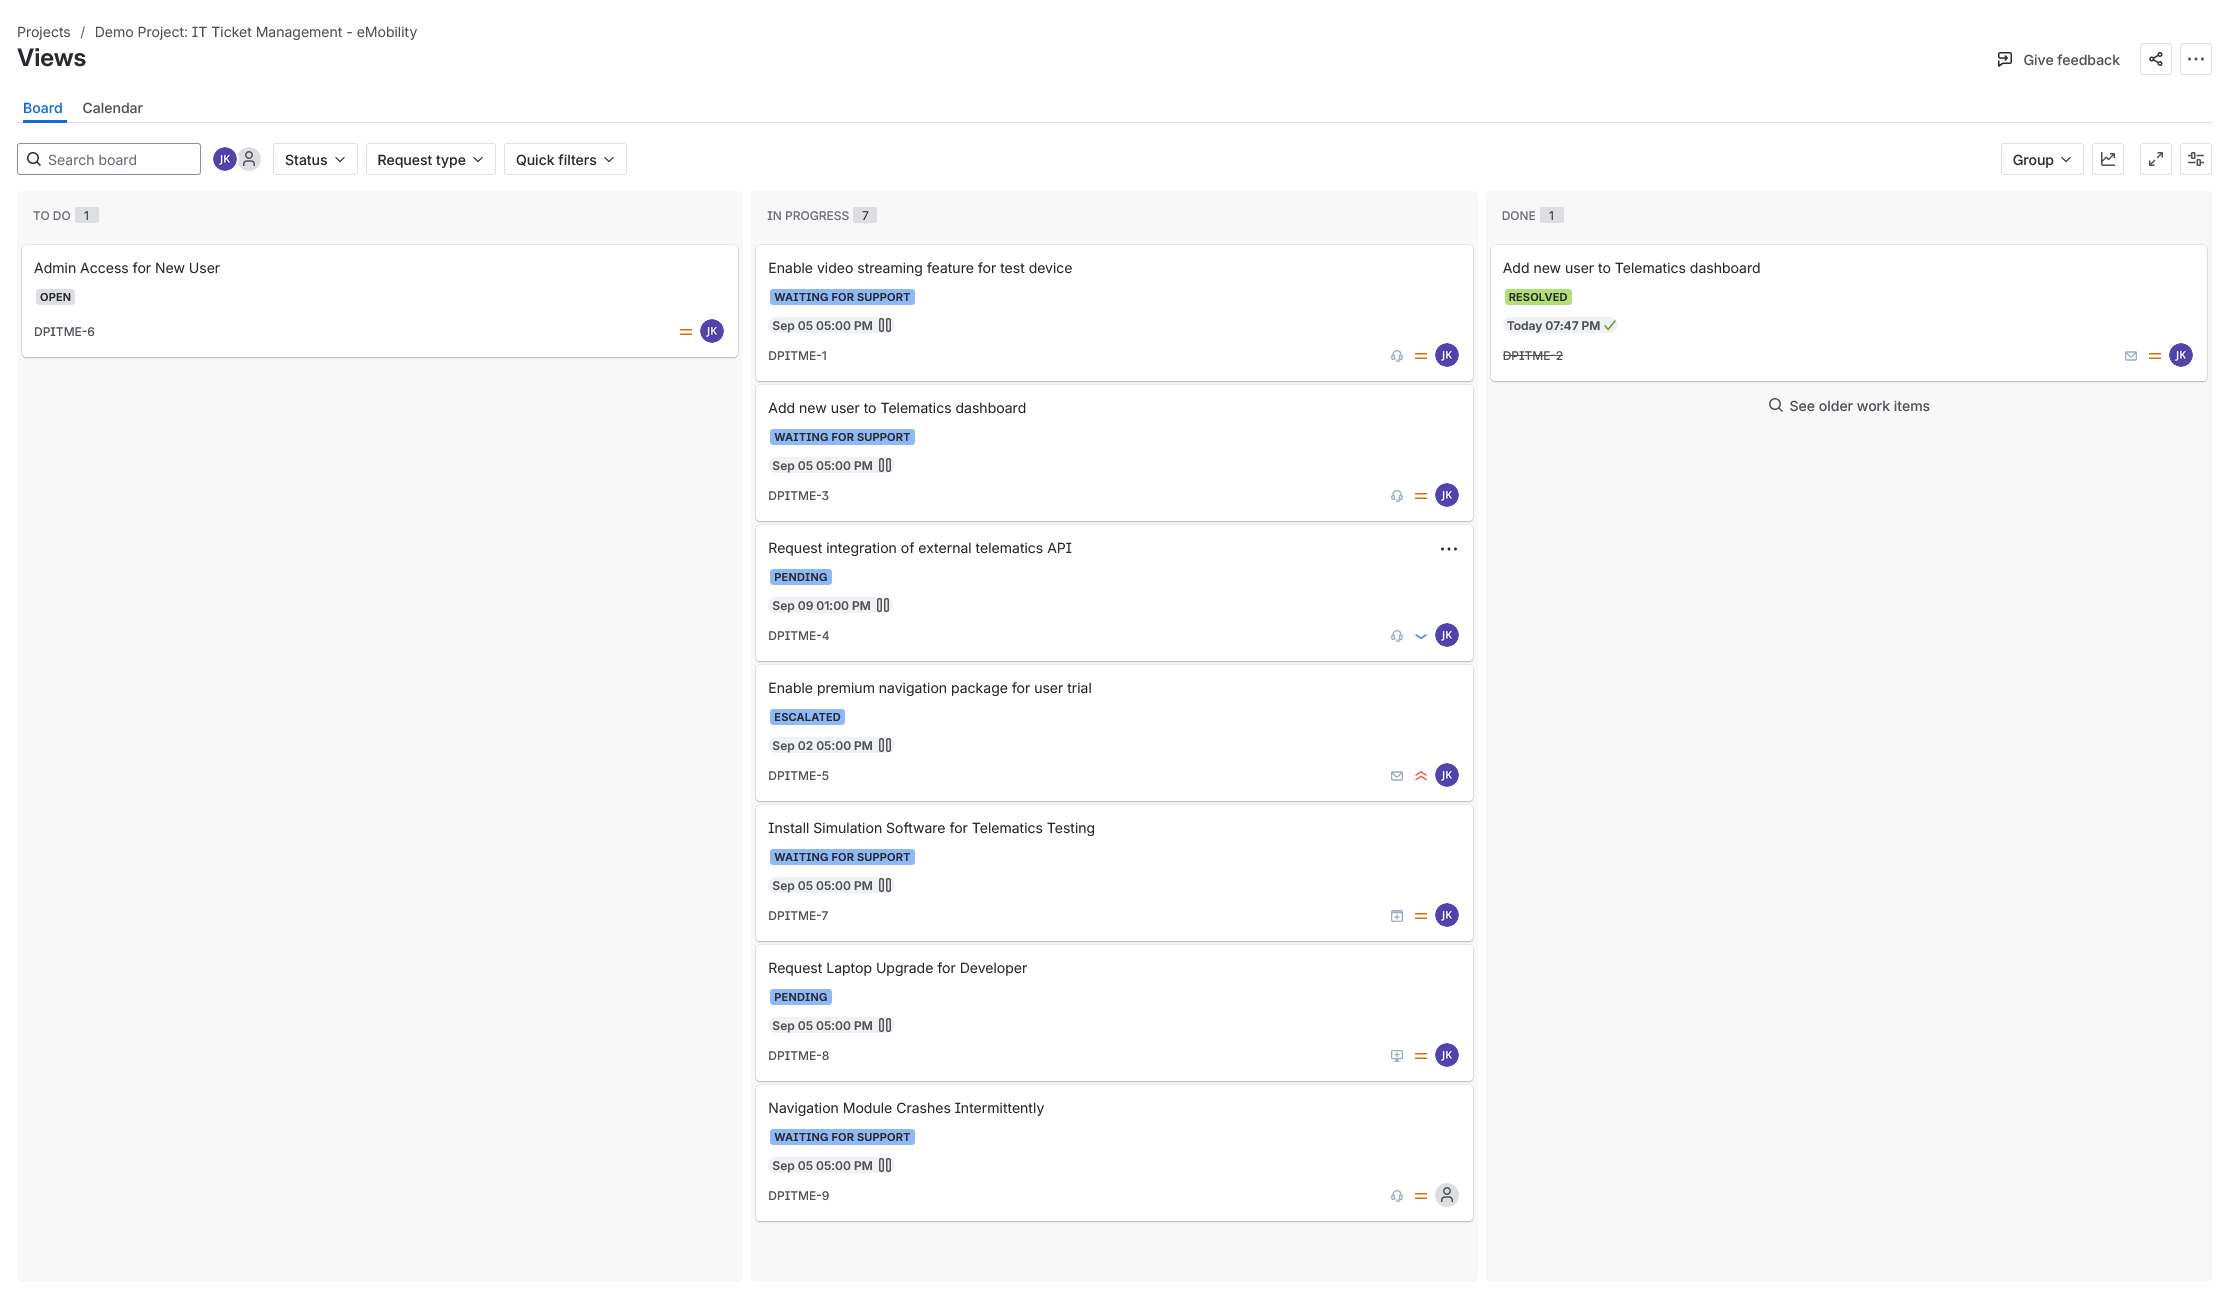 Projects / Demo Project: IT Ticket Management - eMobility
Views
Give feedback
Board Calendar
Search board JK Status Request type Quick filters Group
TO DO 1
Admin Access for New User
OPEN
DPITME-6 JK
IN PROGRESS 7
Enable video streaming feature for test device
WAITING FOR SUPPORT
Sep 05 05:00 PM
DPITME-1 JK
Add new user to Telematics dashboard
WAITING FOR SUPPORT
Sep 05 05:00 PM
DPITME-3 JK
Request integration of external telematics API
PENDING
Sep 09 01:00 PM
DPITME-4 JK
Enable premium navigation package for user trial
ESCALATED
Sep 02 05:00 PM
DPITME-5 JK
Install Simulation Software for Telematics Testing
WAITING FOR SUPPORT
Sep 05 05:00 PM
DPITME-7 JK
Request Laptop Upgrade for Developer
PENDING
Sep 05 05:00 PM
DPITME-8 JK
Navigation Module Crashes Intermittently
WAITING FOR SUPPORT
Sep 05 05:00 PM
DPITME-9
DONE 1
Add new user to Telematics dashboard
RESOLVED
Today 07:47 PM
DPITME-2 JK
See older work items